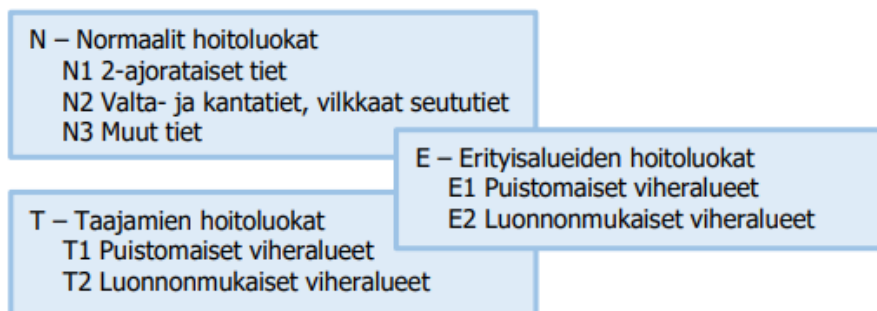 N – Normaalit hoitoluokat
N1 2-ajorataiset tiet
N2 Valta- ja kantatiet, vilkkaat seututiet
N3 Muut tiet
E – Erityisalueiden hoitoluokat
E1 Puistomaiset viheralueet
E2 Luonnonmukaiset viheralueet
T – Taajamien hoitoluokat
T1 Puistomaiset viheralueet
T2 Luonnonmukaiset viheralueet